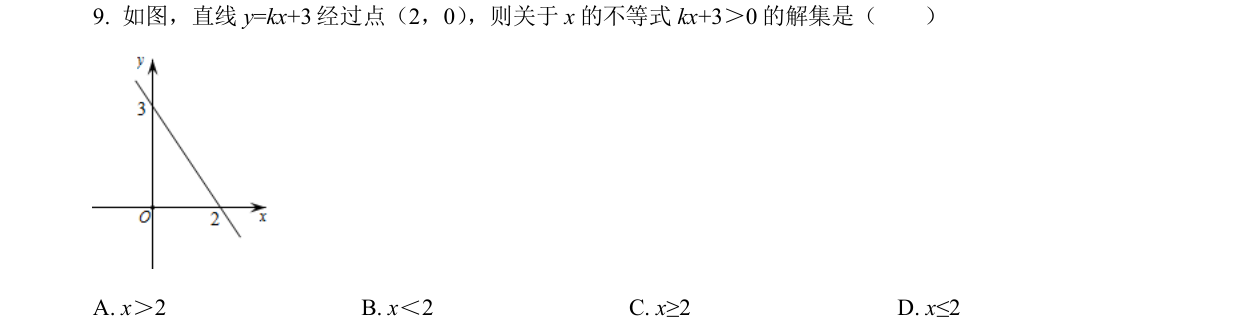 9. 如图，直线 y=kx+3 经过点（2，0），则关于 x 的不等式 kx+3＞0 的解集是（　　）
y
3
O
2
x
A. x＞2 B. x＜2 C. x≥2 D. x≤2